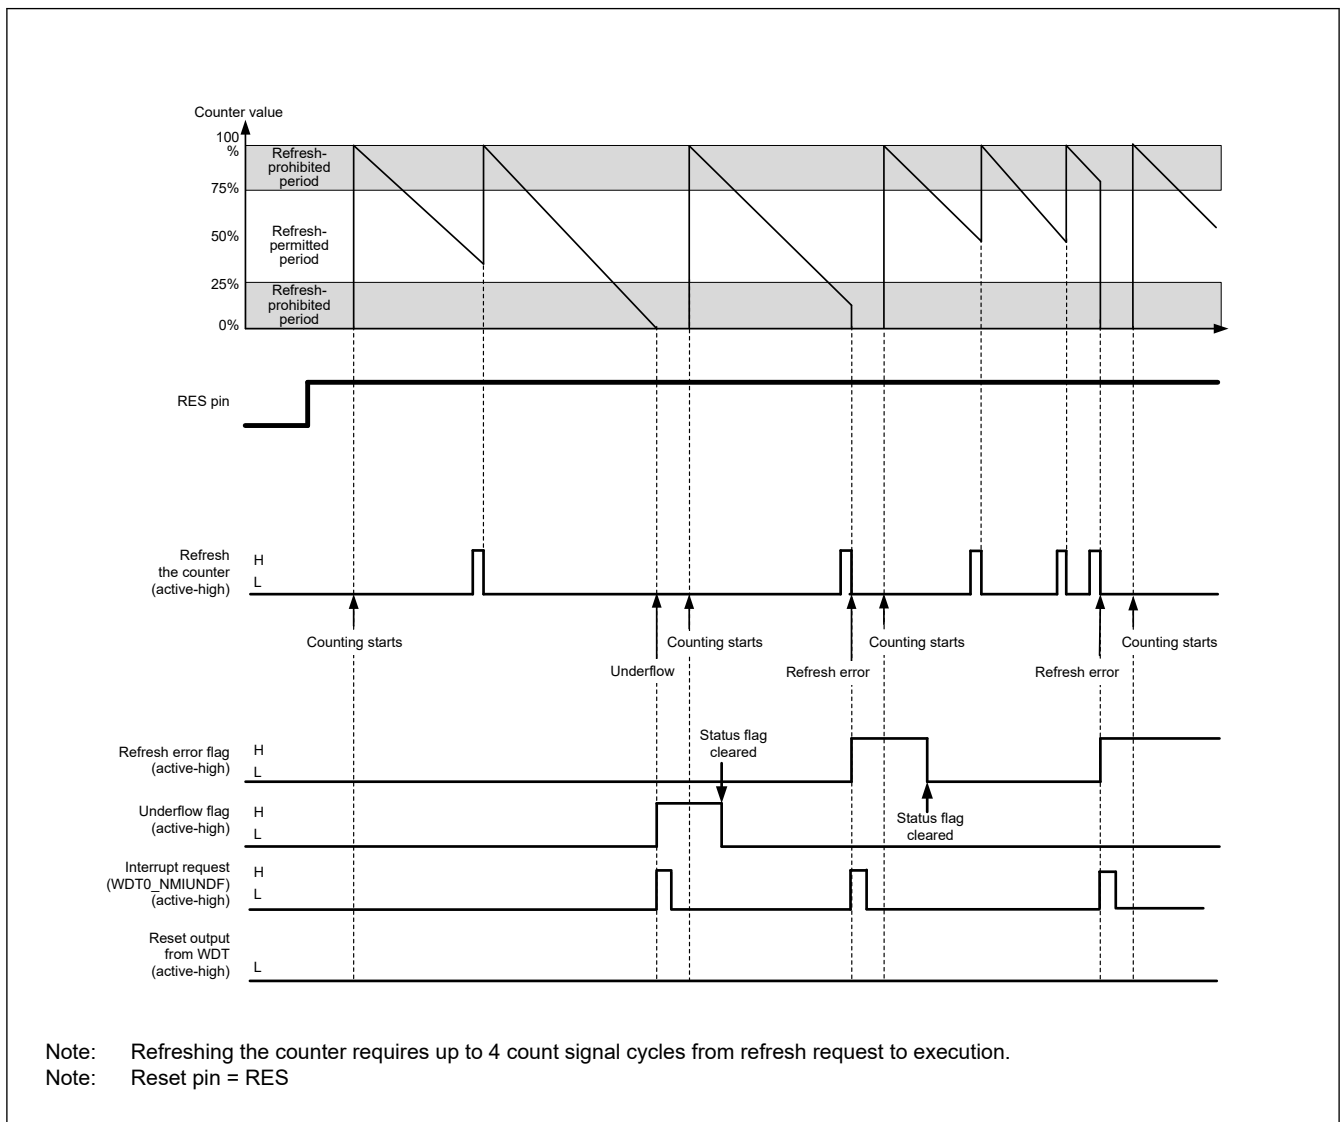 Counter value
100
%
Refresh-
prohibited
period
75%
50%
Refresh-
permitted
period
25%
Refresh-
prohibited
period
0%
RES pin
Refresh
the counter
(active-high)
H
L
Counting starts
Counting starts
Counting starts
Counting starts
Underflow
Refresh error
Refresh error
Status flag
cleared
Refresh error flag
(active-high)
H
L
Underflow flag
(active-high)
H
L
Status flag
cleared
Interrupt request
(WDT0_NMIUNDF)
(active-high)
H
L
Reset output
from WDT
(active-high)
L
Note: Refreshing the counter requires up to 4 count signal cycles from refresh request to execution.
Note: Reset pin = RES